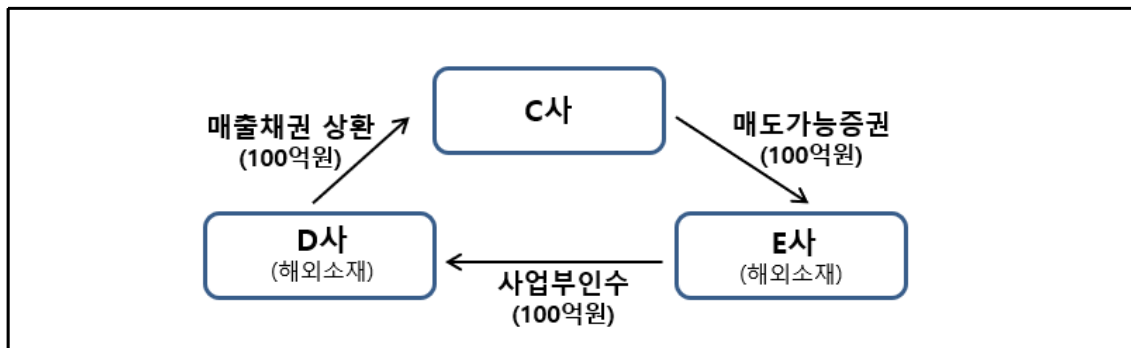 C사
매출채권 상환
(100억원)
매도가능증권
(100억원)
D사
(해외소재)
E사
(해외소재)
사업부인수
(100억원)